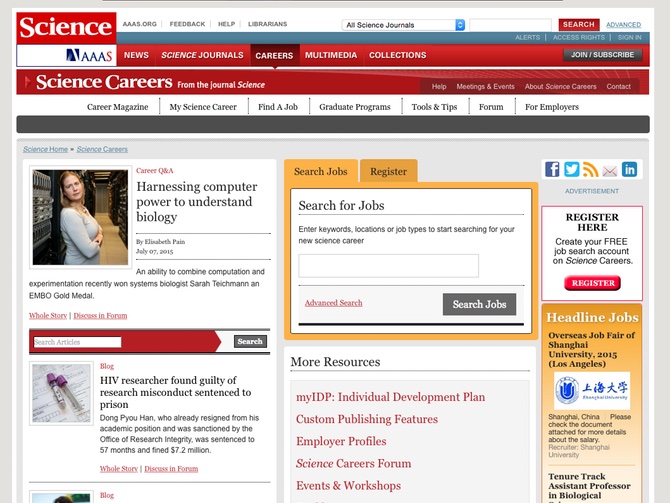 Science
AAAS.ORG | FEEDBACK | HELP | LIBRARIANS
All Science Journals
SEARCH
ADVANCED
ALERTS | ACCESS RIGHTS | SIGN IN
AAAS
NEWS
SCIENCE JOURNALS
CAREERS
MULTIMEDIA
COLLECTIONS
JOIN / SUBSCRIBE
Science Careers From the journal Science
Help Meetings & Events About Science Careers Contact
Career Magazine
My Science Career
Find A Job
Graduate Programs
Tools & Tips
Forum
For Employers
Science Home » Science Careers
Career Q&A
Harnessing computer
power to understand
biology
By Elisabeth Pain
July 07, 2015
An ability to combine computation and
experimentation recently won systems biologist Sarah Teichmann an
EMBO Gold Medal.
Whole Story | Discuss in Forum
Search Articles
Search
Blog
HIV researcher found guilty of
research misconduct sentenced to
prison
Dong Pyou Han, who already resigned from his
academic position and was sanctioned by the
Office of Research Integrity, was sentenced to
57 months and fined $7.2 million.
Whole Story | Discuss in Forum
Blog
Search Jobs
Register
Search for Jobs
Enter keywords, locations or job types to start searching for your
new science career
Advanced Search
Search Jobs
More Resources
myIDP: Individual Development Plan
Custom Publishing Features
Employer Profiles
Science Careers Forum
Events & Workshops
ADVERTISEMENT
REGISTER
HERE
Create your FREE
job search account
on Science Careers.
REGISTER
Headline Jobs
Overseas Job Fair of
Shanghai
University, 2015
(Los Angeles)
上海大学
Shanghai University
Shanghai, China Please
check the document
attached for more details
about the salary.
Recruiter: Shanghai
University
Tenure Track
Assistant Professor
in Biological